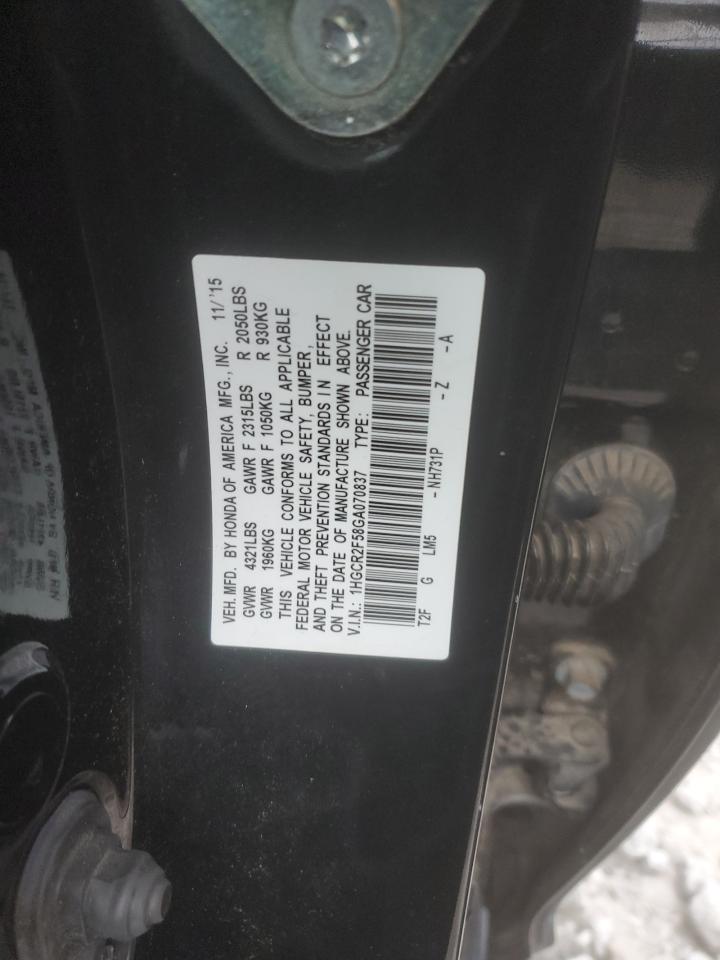 VEH. MFD. BY HONDA OF AMERICA MFG., INC. 11/'15
GVWR 4321LBS GAWR F 2315LBS R 2050LBS
GVWR 1960KG GAWR F 1050KG R 930KG
THIS VEHICLE CONFORMS TO ALL APPLICABLE
FEDERAL MOTOR VEHICLE SAFETY, BUMPER,
AND THEFT PREVENTION STANDARDS IN EFFECT
ON THE DATE OF MANUFACTURE SHOWN ABOVE.
V.I.N.: 1HGCR2F58GA070837 TYPE: PASSENGER CAR
T2F G LM5 -NH731P -Z -A